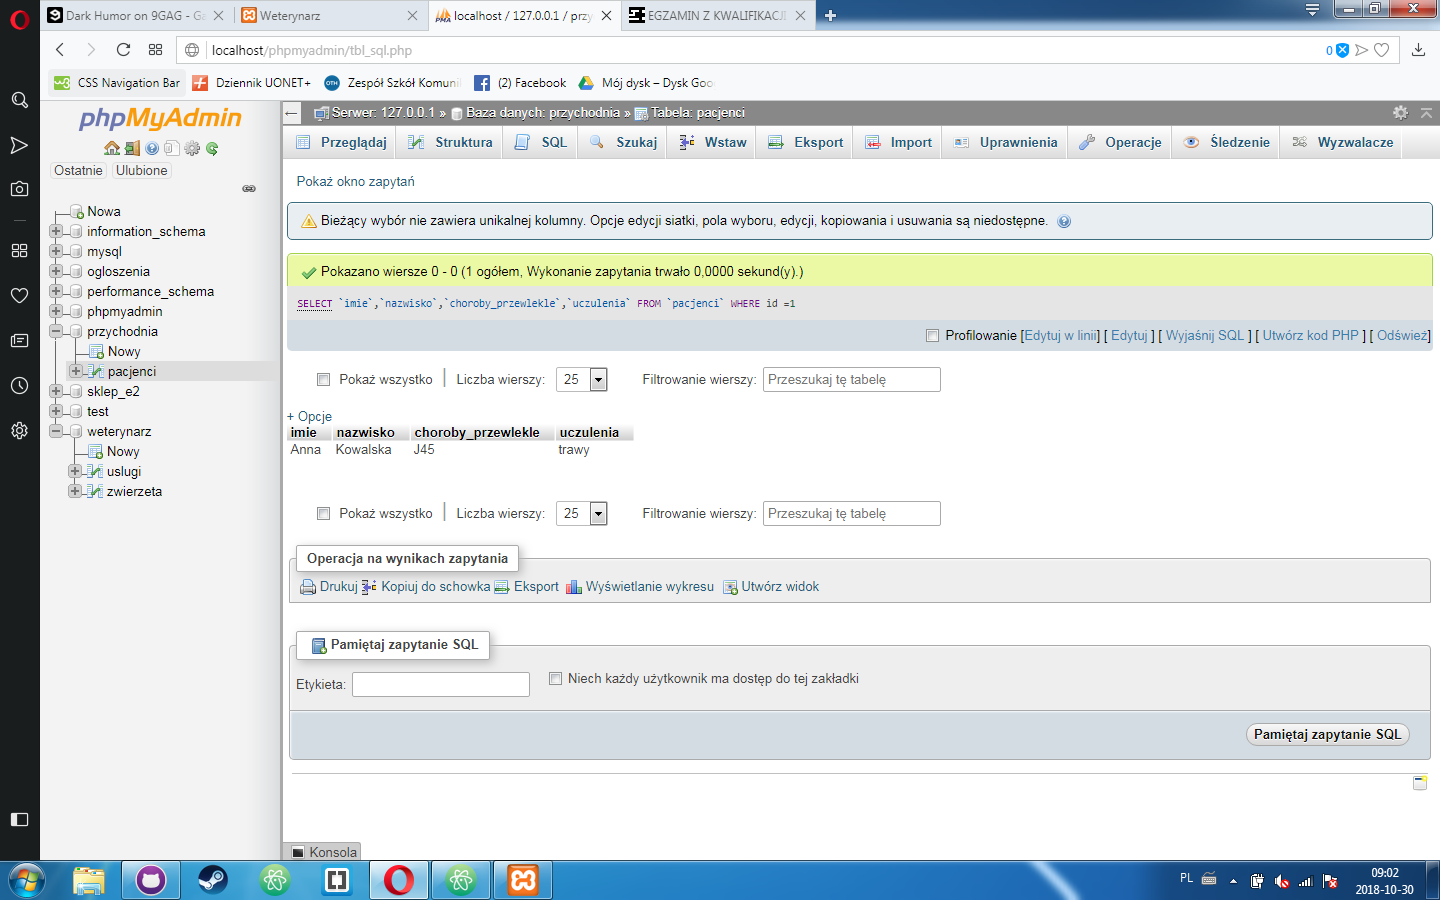 Dark Humor on 9GAG - Ga
Weterynarz
localhost / 127.0.0.1 / przy
EGZAMIN Z KWALIFIKACJI
localhost/phpmyadmin/tbl_sql.php
0
CSS Navigation Bar
Dziennik UONET+
Zespół Szkół Komuni
(2) Facebook
Mój dysk – Dysk Goo
phpMyAdmin
Ostatnie
Ulubione
Nowa
information_schema
mysql
ogloszenia
performance_schema
phpmyadmin
przychodnia
Nowy
pacjenci
sklep_e2
test
weterynarz
Nowy
uslugi
zwierzeta
Serwer: 127.0.0.1 » Baza danych: przychodnia » Tabela: pacjenci
Przeglądaj
Struktura
SQL
Szukaj
Wstaw
Eksport
Import
Uprawnienia
Operacje
Śledzenie
Wyzwalacze
Pokaż okno zapytań
Bieżący wybór nie zawiera unikalnej kolumny. Opcje edycji siatki, pola wyboru, edycji, kopiowania i usuwania są niedostępne.
Pokazano wiersze 0 - 0 (1 ogółem, Wykonanie zapytania trwało 0,0000 sekund(y).)
SELECT `imie`,`nazwisko`,`choroby_przewlekle`,`uczulenia` FROM `pacjenci` WHERE id =1
Profilowanie [Edytuj w linii] [ Edytuj ] [ Wyjaśnij SQL ] [ Utwórz kod PHP ] [ Odśwież]
Pokaż wszystko | Liczba wierszy: 25 Filtrowanie wierszy: Przeszukaj tę tabelę
+ Opcje
imie nazwisko choroby_przewlekle uczulenia
Anna Kowalska J45 trawy
Pokaż wszystko | Liczba wierszy: 25 Filtrowanie wierszy: Przeszukaj tę tabelę
Operacja na wynikach zapytania
Drukuj Kopiuj do schowka Eksport Wyświetlanie wykresu Utwórz widok
Pamiętaj zapytanie SQL
Etykieta: Niech każdy użytkownik ma dostęp do tej zakładki
Pamiętaj zapytanie SQL
Konsola
PL
09:02
2018-10-30